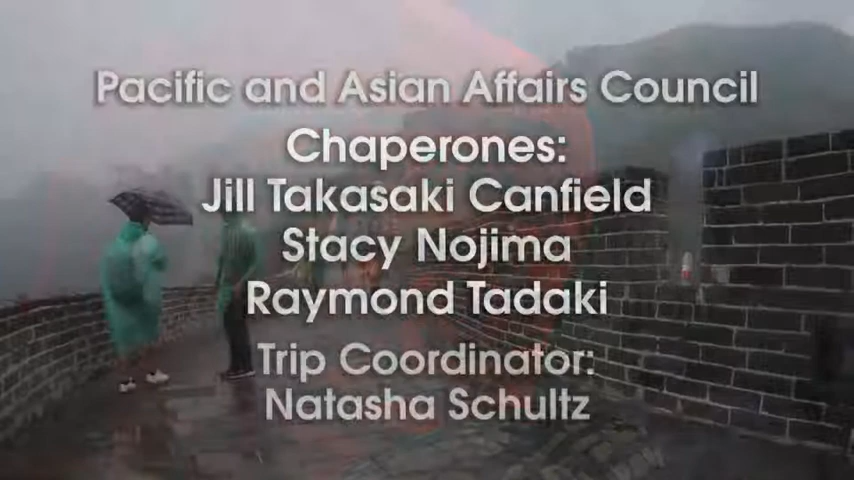 Pacific and Asian Affairs Council
Chaperones:
Jill Takasaki Canfield
Stacy Nojima
Raymond Tadaki
Trip Coordinator:
Natasha Schultz